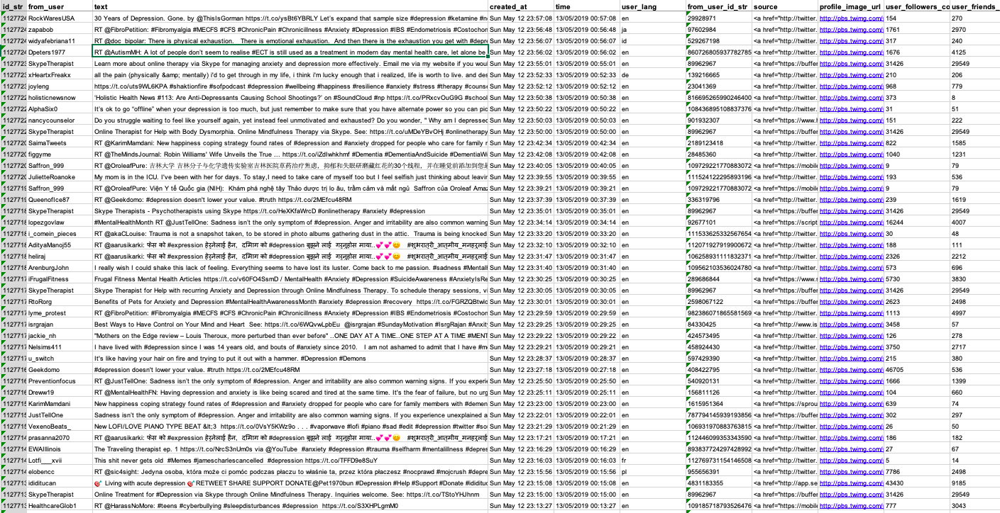 id_str from_user text created_at time user_lang from_user_id_str source profile_image_url user_followers_co user_friends_
1127724 RockWaresUSA 30 Years of Depression. Gone. by @ThisIsGorman https://t.co/ysBt6YBRLY Let's expand that sample size #depression #ketamine #n Sun May 12 23:57:08 13/05/2019 00:57:08 en 29928971 <a href="http://twitter. http://pbs.twimg.com/ 154 270
1127724 zapabob RT @FibroPetition: #Fibromyalgia #MECFS #CFS #ChronicPain #Chronicillness #Anxiety #Depression #IBS #Endometriosis #Costochon Sun May 12 23:56:48 13/05/2019 00:56:48 ja 97602984 <a href="http://twitter. http://pbs.twimg.com/ 1761 2970
1127724 widyafebriana11 RT @doc_bipolar: There is physical exhaustion. There is emotional exhaustion. And then there is the exhaustion you get with #depr Sun May 12 23:56:07 13/05/2019 00:56:07 id 529267198 <a href="http://twitter. http://pbs.twimg.com/ 317 240
1127724 Dpeters1977 RT @AutismMH: A lot of people don't seem to realise #ECT is still used as a treatment in modern day mental health care, let alone be Sun May 12 23:56:02 13/05/2019 00:56:02 en 860726805937782785 <a href="http://twitter. http://pbs.twimg.com/ 1676 4125
1127723 SkypeTherapist Learn more about online therapy via Skype for managing anxiety and depression more effectively. Email me via my website if you wou Sun May 12 23:55:01 13/05/2019 00:55:01 en 89962967 <a href="https://buffe http://pbs.twimg.com/ 31426 29549
1127723 xHeartxFreakx all the pain (physically &amp; mentally) i'd to get through in my life, i think i'm lucky enough that i realized, life is worth to live. and des Sun May 12 23:52:33 13/05/2019 00:52:33 de 139216665 <a href="http://twitter. http://pbs.twimg.com/ 210 206
1127723 joyleng https://t.co/uts9WL6KPA #shaktinfashion #sofpodcast #depression #wellbeing #happiness #resilience #anxiety #stress #therapy #couns Sun May 12 23:52:12 13/05/2019 00:52:12 en 23041369 <a href="http://twitter. http://pbs.twimg.com/ 968 779
1127722 holisticnewsnow 'Holistic Health News #113: Are Anti-Depressants Causing School Shootings?' on #SoundCloud #np https://t.co/PRxcvOuG9G #school Sun May 12 23:50:38 13/05/2019 00:50:38 en 816695265990246400 <a href="http://twitter. http://pbs.twimg.com/ 373 8
1127722 AlphaSix0 It's ok to go "offline" when your depression is too much, but just remember to make sure that you have alternate power so you can pic Sun May 12 23:50:22 13/05/2019 00:50:22 en 108436895108837376 <a href="http://twitter. http://pbs.twimg.com/ 31 51
1127722 nancycounselor Do you struggle waiting to feel like yourself again, yet instead feel unmotivated and exhausted? Do you wonder, " Why am I depressed Sun May 12 23:50:03 13/05/2019 00:50:03 en 901932307 <a href="https://www.h http://pbs.twimg.com/ 151 222
1127722 SkypeTherapist Online Therapist for Help with Body Dysmorphia. Online Mindfulness Therapy via Skype. See: https://t.co/uMDeYBvOHj #onlinetherapy Sun May 12 23:50:00 13/05/2019 00:50:00 en 89962967 <a href="https://buffe http://pbs.twimg.com/ 31426 29549
1127720 SaimaTweets RT @KarimMamdani: New happiness coping strategy found rates of #depression and #anxiety dropped for people who care for family r Sun May 12 23:42:34 13/05/2019 00:42:34 en 2189123418 <a href="http://twitter. http://pbs.twimg.com/ 822 1585
1127720 figgyme RT @TheMindsJournal: Robin Williams' Wife Unveils the True … https://t.co/iZdIwhkhmf #Dementia #DementiaAndSuicide #DementiaWi Sun May 12 23:42:08 13/05/2019 00:42:08 en 28485360 <a href="http://twitter. http://pbs.twimg.com/ 1040 1231
1127720 Saffron_999 RT @OroleafPure: 古林大学 古林分子与化学遗传实验室吉林医院草药治疗焦虑, 抑郁和失眠研磨藏红花的30个线程, 并在睡觉前添加到您 Sun May 12 23:40:05 13/05/2019 00:40:05 en 1097292217708830​72 <a href="https://mobile http://pbs.twimg.com/ 9 79
1127719 JulietteRoanoke My mom is in the ICU. I've been with her for days. To stay,I need to take care of myself too but I feel selfish just thinking about leavir Sun May 12 23:39:55 13/05/2019 00:39:55 en 111524122295893196 <a href="http://twitter. http://pbs.twimg.com/ 193 536
1127719 Saffron_999 RT @OroleafPure: Viện Y tế Quốc gia (NIH): Khám phá nghệ tây Thảo dược trị lo âu, trầm cảm và mất ngủ Saffron của Oroleaf Amaz Sun May 12 23:39:21 13/05/2019 00:39:21 en 109729221770883072 <a href="https://mobile http://pbs.twimg.com/ 9 79
1127719 QueenofIce87 RT @Geekdomo: #depression doesn't lower your value. #truth https://t.co/2MEfcu48RM Sun May 12 23:37:39 13/05/2019 00:37:39 en 336319796 <a href="http://twitter. http://pbs.twimg.com/ 239 1619
1127718 SkypeTherapist Skype Therapists - Psychotherapists using Skype https://t.co/HeXKfaWrcD #onlinetherapy #anxiety #depression Sun May 12 23:35:01 13/05/2019 00:35:01 en 89962967 <a href="https://buffe http://pbs.twimg.com/ 31426 29549
1127718 lopezgovlaw #MentalHealthMonth RT @JustTellOne: Sadness isn't the only symptom of #depression. Anger and irritability are also common warning Sun May 12 23:34:14 13/05/2019 00:34:14 en 92677101 <a href="https://script http://pbs.twimg.com/ 16244 4007
1127718 i_comein_pieces RT @akaCLouise: Trauma is not a snapshot taken, to be stored in photo albums gathering dust in the attic. Trauma is being knocked Sun May 12 23:33:20 13/05/2019 00:33:20 en 111533625332567654 <a href="http://twitter. http://pbs.twimg.com/ 30 48
1127718 AdityaManoj55 RT @aarusikarki: फेस को #expression हेरनेलाई हैन, दमिाग को #depression बुझ्ने लाई गरनुहोस माया..💕💕😊 #शुभरात्री_आत्मीय_मनहरुलाई Sun May 12 23:32:10 13/05/2019 00:32:10 en 112071927919900672 <a href="http://twitter. http://pbs.twimg.com/ 188 111
1127718 heliraj RT @aarusikarki: फेस को #expression हेरनेलाई हैन, दमिाग को #depression बुझ्ने लाई गरनुहोस माया..💕💕😊 #शुभरात्री_आत्मीय_मनहरुलाई Sun May 12 23:31:47 13/05/2019 00:31:47 en 106258931111832371 <a href="http://twitter. http://pbs.twimg.com/ 2326 2212
1127718 ArenburgJohn I really wish I could shake this lack of feeling. Everything seems to have lost its luster. Come back to me passion. #sadness #Mentall Sun May 12 23:31:40 13/05/2019 00:31:40 en 109562103536024780 <a href="http://twitter. http://pbs.twimg.com/ 573 696
1127717 iFrugalFitness Frugal Fitness Mental Health Articles https://t.co/v60FO4SsmD / MentalHealth #Anxiety #Depression #SuicideAwareness #AnxietyIsRe Sun May 12 23:30:25 13/05/2019 00:30:25 en 289686844 <a href="https://www.s http://pbs.twimg.com/ 5730 3830
1127717 SkypeTherapist Skype Therapist for Help with recurring Anxiety and Depression through Online Mindfulness Therapy. To schedule therapy sessions, vi Sun May 12 23:30:05 13/05/2019 00:30:05 en 89962967 <a href="https://buffe http://pbs.twimg.com/ 31426 29549
1127717 RtoRorg Benefits of Pets for Anxiety and Depression #MentalHealthAwarenessMonth #anxiety #depression #recovery https://t.co/FGRZQBtwlc Sun May 12 23:30:01 13/05/2019 00:30:01 en 2598067122 <a href="https://buffe http://pbs.twimg.com/ 2623 2498
1127717 lyme_protest RT @FibroPetition: #Fibromyalgia #MECFS #CFS #ChronicPain #Chronicillness #Anxiety #Depression #IBS #Endometriosis #Costochon Sun May 12 23:29:59 13/05/2019 00:29:59 en 982386071865581569 <a href="http://twitter. http://pbs.twimg.com/ 1113 4997
1127717 isrgrajan Best Ways to Have Control on Your Mind and Heart See: https://t.co/6WQvwLpbEu @isrgrajan #SundayMotivation #IsrgRajan #Anxit Sun May 12 23:29:43 13/05/2019 00:29:43 en 84330425 <a href="http://www.is http://pbs.twimg.com/ 3458 57
1127717 jackie_nh "Mothers on the Edge review – Louis Theroux, more perturbed than ever before" ..ONE DAY AT A TIME..ONE STEP AT A TIME #MENT Sun May 12 23:29:41 13/05/2019 00:29:41 en 424573495 <a href="http://twitter. http://pbs.twimg.com/ 126 278
1127717 Nelsims411 I have lived with #depression since I was 14 years old, and bouts of #anxiety since 2010. I am not ashamed to admit that I have #m Sun May 12 23:29:21 13/05/2019 00:29:21 en 458924430 <a href="http://twitter. http://pbs.twimg.com/ 3750 2717
1127717 u_switch It's like having your hair on fire and trying to put it out with a hammer. #Depression #Demons Sun May 12 23:28:37 13/05/2019 00:28:37 en 597429390 <a href="http://twitter. http://pbs.twimg.com/ 215 380
1127716 Geekdomo #depression doesn't lower your value. #truth https://t.co/2MEfcu48RM Sun May 12 23:27:18 13/05/2019 00:27:18 en 408422795 <a href="http://twitter. http://pbs.twimg.com/ 46705 536
1127716 Preventionfocus RT @JustTellOne: Sadness isn't the only symptom of #depression. Anger and irritability are also common warning signs. If you experie Sun May 12 23:25:50 13/05/2019 00:25:50 en 540920131 <a href="http://twitter. http://pbs.twimg.com/ 1666 1399
1127716 Dreww19 RT @MentalHealthFN: Having depression and anxiety is like being scared and tired at the same time. It's the fear of failure, but no urg Sun May 12 23:25:11 13/05/2019 00:25:11 en 156811126 <a href="http://twitter. http://pbs.twimg.com/ 104 660
1127715 KarimMamdani New happiness coping strategy found rates of #depression and #anxiety dropped for people who care for family members with #demen Sun May 12 23:23:00 13/05/2019 00:23:00 en 1615951364 <a href="https://sprou http://pbs.twimg.com/ 639 74
1127715 JustTellOne Sadness isn't the only symptom of #depression. Anger and irritability are also common warning signs. If you experience unexplained a Sun May 12 23:22:01 13/05/2019 00:22:01 en 787794145939193856 <a href="https://buffe http://pbs.twimg.com/ 302 297
1127715 VexenoBeats_ New LOFI/LOVE PIANO TYPE BEAT &lt;3 https://t.co/0VsY5KWz9o . . . #vaporwave #lofi #piano #sad #edit #depression #twitter #so Sun May 12 23:21:29 13/05/2019 00:21:29 en 106931970883763815 <a href="http://twitter. http://pbs.twimg.com/ 26 50
1127714 prasanna2070 RT @aarusikarki: फेस को #expression हेरनेलाई हैन, दमिाग को #depression बुझ्ने लाई गरनुहोस माया..💕💕😊 #शुभरात्री_आत्मीय_मनहरुलाई Sun May 12 23:17:21 13/05/2019 00:17:21 en 112446099353343590 <a href="http://twitter. http://pbs.twimg.com/ 186 182
1127714 EWAIllinois The Traveling therapist ep. 1 https://t.co/NrcS3nUm0s via @YouTube #anxiety #depression #trauma #selfharm #mentalillness #depres Sun May 12 23:16:29 13/05/2019 00:16:29 en 893837724297428992 <a href="http://twitter. http://pbs.twimg.com/ 27 67
1127714 Lotfi___xvii This shit never gets old #Memes #jamescharlescancelled #depression https://t.co/TFFD9e8SuY Sun May 12 23:16:03 13/05/2019 00:16:03 fr 112769731154146508 <a href="http://twitter. http://pbs.twimg.com/ 5 14
1127714 elobencc RT @sic4sight: Jedyna osoba, która może ci pomóc podczas płaczu to właśnie ta, przez która płaczesz #nocprawd #mojcrush #depre Sun May 12 23:15:56 13/05/2019 00:15:56 pl 955656391 <a href="http://twitter. http://pbs.twimg.com/ 7786 2498
1127713 ididitucan 🎯 Living with acute depression 🎯RETWEET SHARE SUPPORT DONATE@Pet1970bun #Depression #Help #Support #Donate #ididitu Sun May 12 23:15:08 13/05/2019 00:15:08 en 4831183355 <a href="http://app.se http://pbs.twimg.com/ 43430 9185
1127713 SkypeTherapist Online Treatment for #Depression via Skype through Online Mindfulness Therapy. Inquiries welcome. See: https://t.co/TStoYHJhnm Sun May 12 23:15:00 13/05/2019 00:15:00 en 89962967 <a href="https://buffe http://pbs.twimg.com/ 31426 29549
1127713 HealthcareGlob1 RT @HarassNoMore: #teens #cyberbullying #sleepdisturbances #depression https://t.co/S3XHPLgmM0 Sun May 12 23:13:27 13/05/2019 00:13:27 en 109185718793526476 <a href="https://mobile http://pbs.twimg.com/ 777 3043